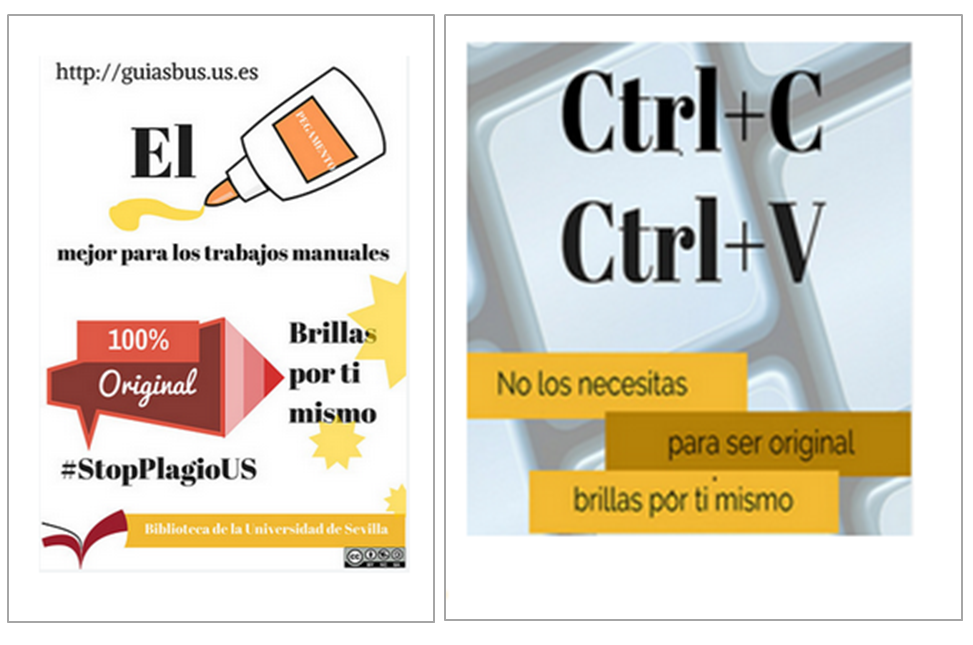 http://guiasbus.us.es
El
PEGAMENTO
mejor para los trabajos manuales
100%
Original
Brillas
por ti
mismo
#StopPlagioUS
Biblioteca de la Universidad de Sevilla
cc
Ctrl+C
Ctrl+V
No los necesitas
para ser original
brillas por ti mismo